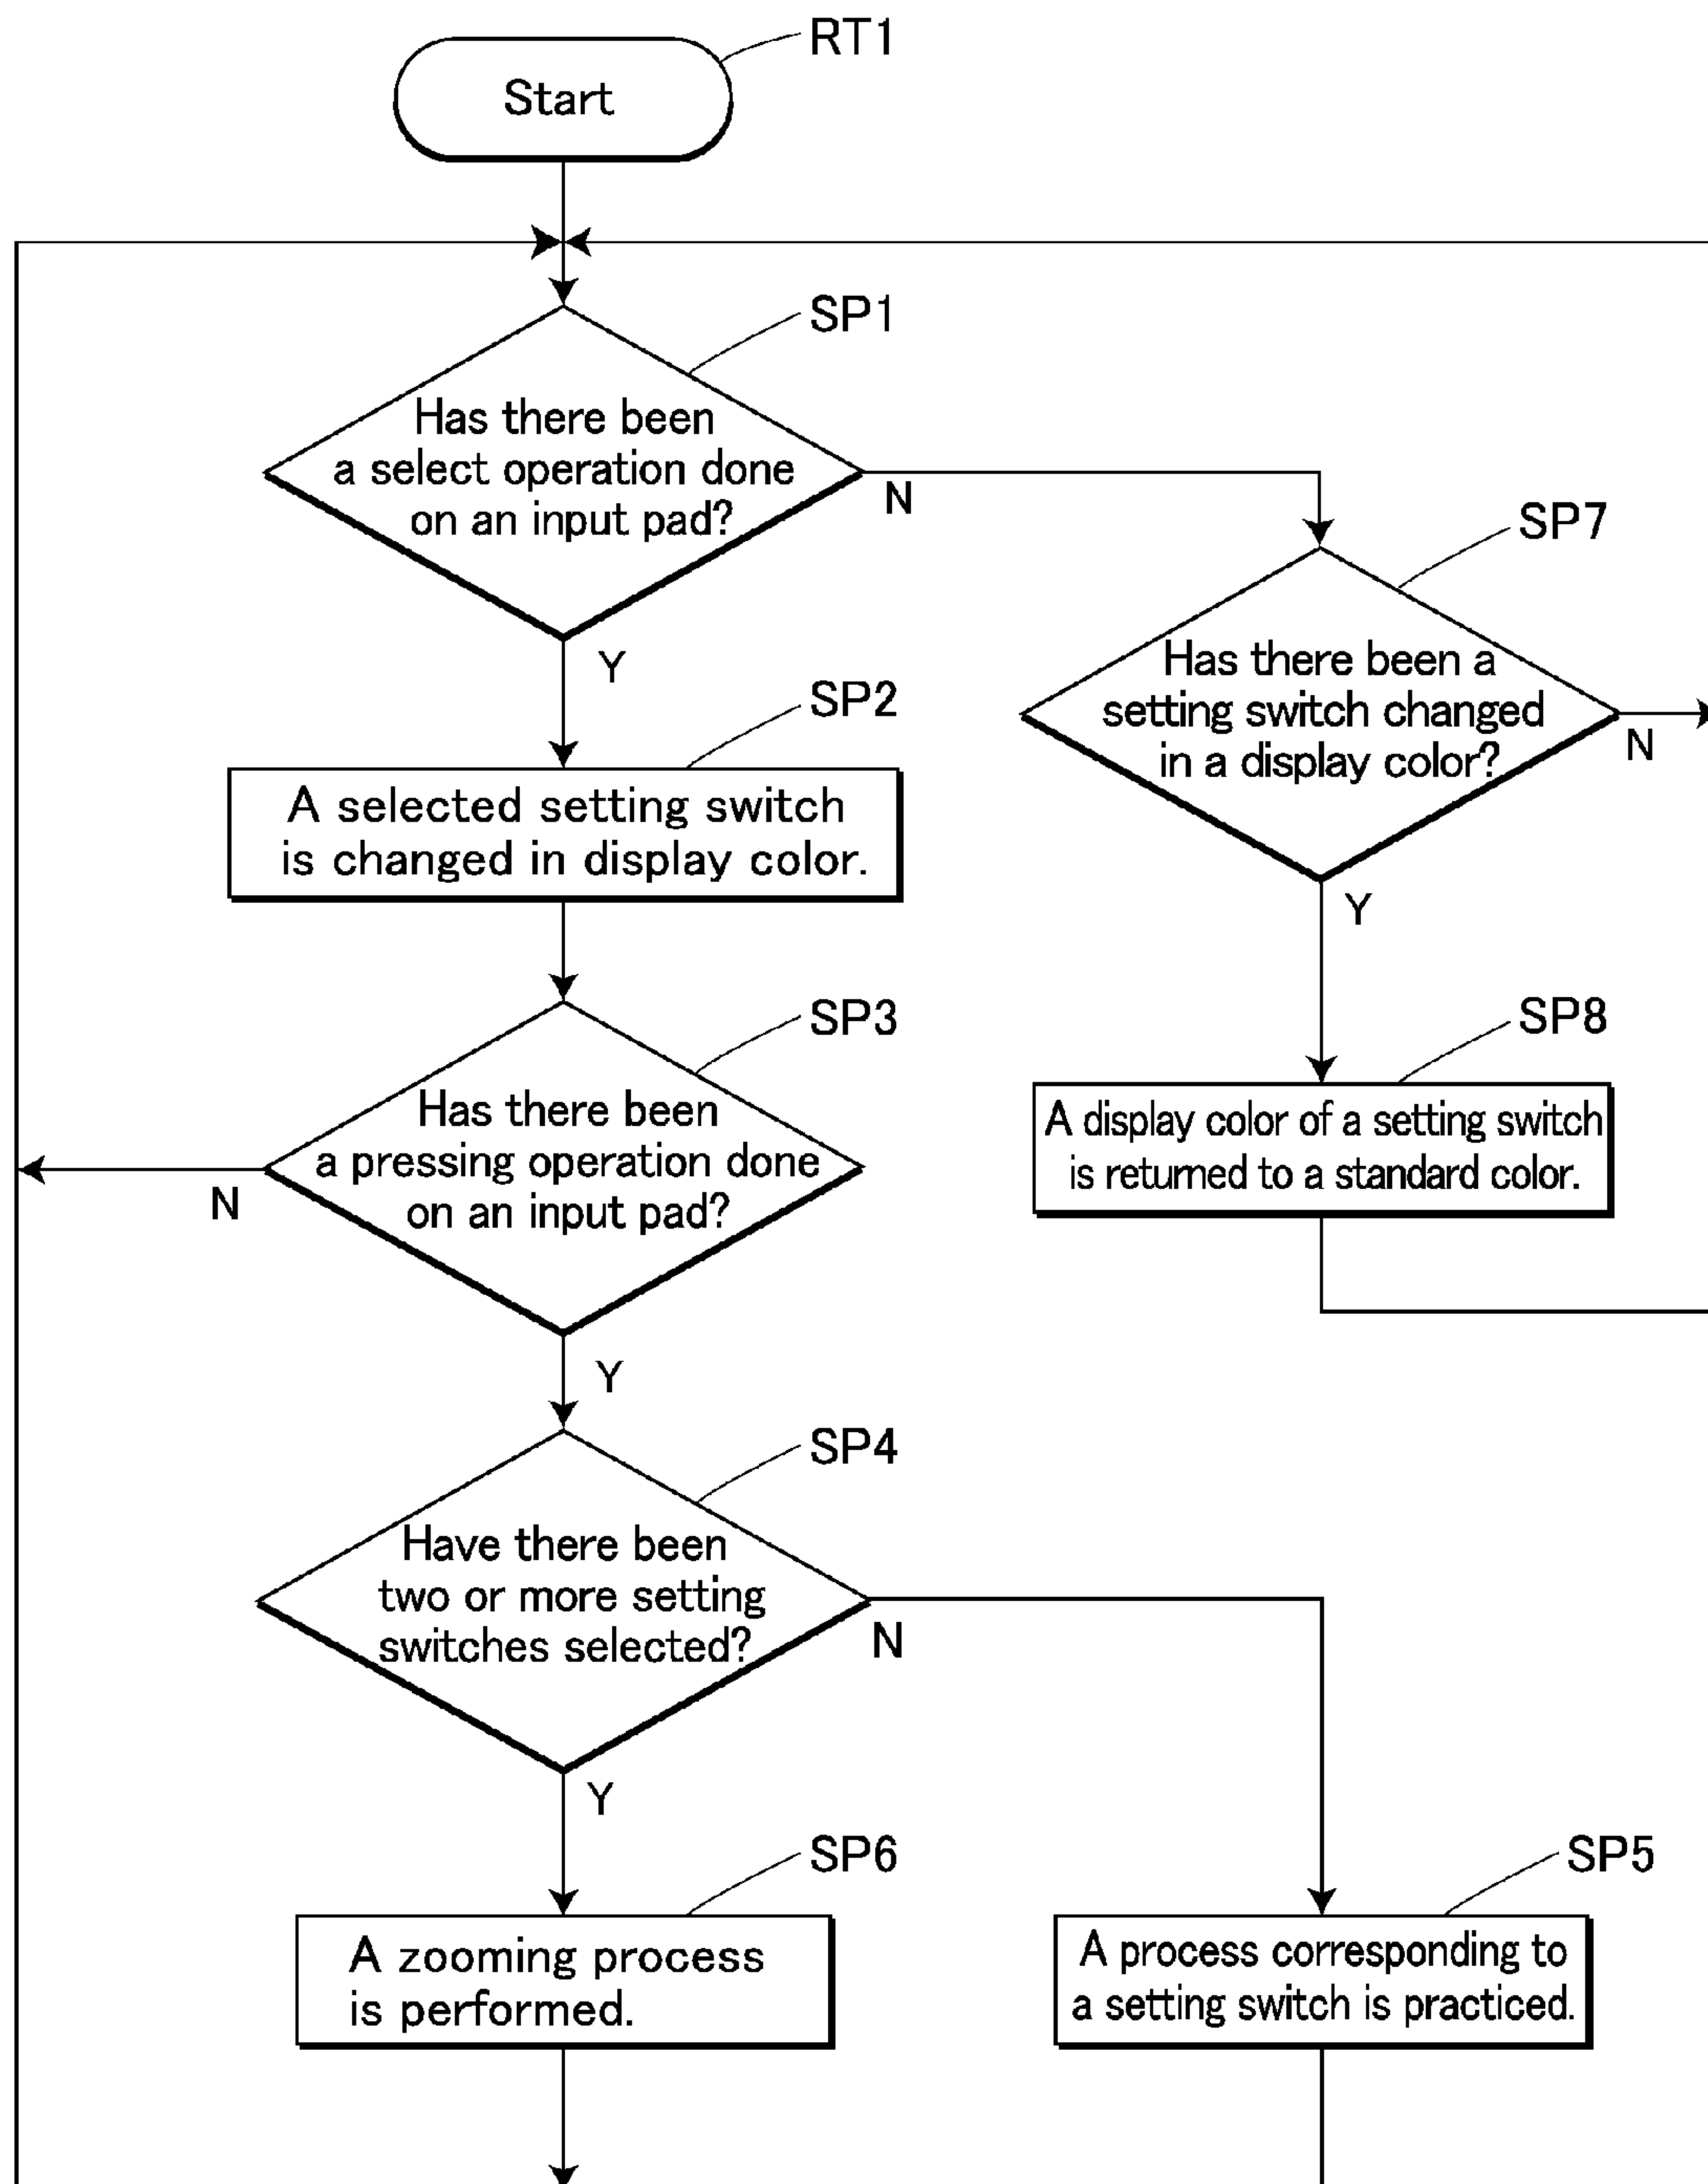 RT1
Start
SP1
Has there been
a select operation done
on an input pad?
N
Y
SP7
Has there been a
setting switch changed
in a display color?
N
Y
SP2
A selected setting switch
is changed in display color.
SP3
Has there been
a pressing operation done
on an input pad?
N
Y
SP8
A display color of a setting switch
is returned to a standard color.
SP4
Have there been
two or more setting
switches selected?
N
Y
SP6
A zooming process
is performed.
SP5
A process corresponding to
a setting switch is practiced.